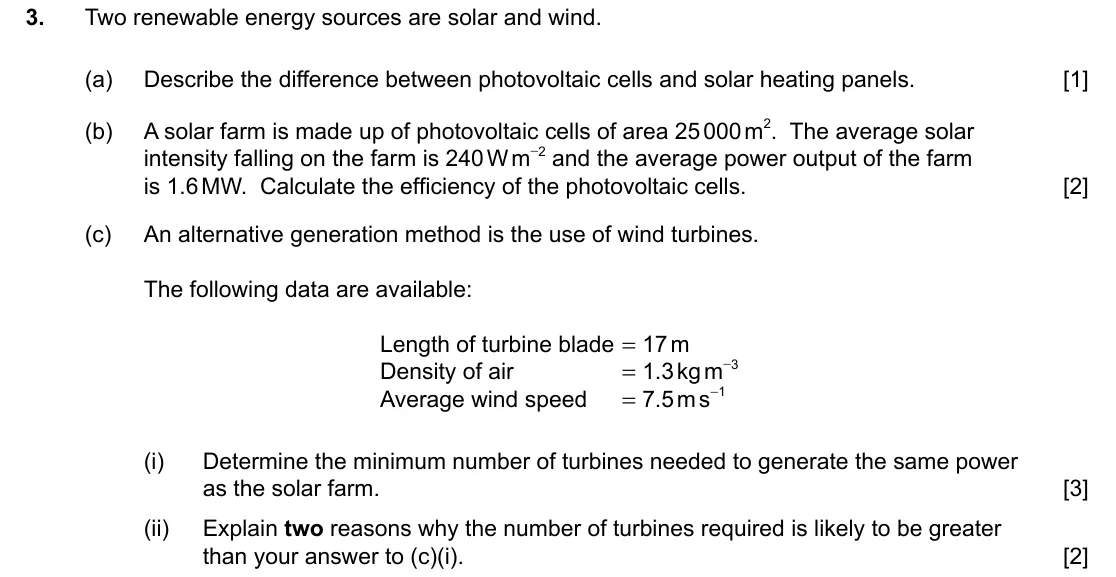 3. Two renewable energy sources are solar and wind.
(a) Describe the difference between photovoltaic cells and solar heating panels. [1]
(b) A solar farm is made up of photovoltaic cells of area 25 000 m². The average solar
intensity falling on the farm is 240 W m⁻² and the average power output of the farm
is 1.6 MW. Calculate the efficiency of the photovoltaic cells. [2]
(c) An alternative generation method is the use of wind turbines.
The following data are available:
Length of turbine blade = 17 m
Density of air = 1.3 kg m⁻³
Average wind speed = 7.5 m s⁻¹
(i) Determine the minimum number of turbines needed to generate the same power
as the solar farm. [3]
(ii) Explain two reasons why the number of turbines required is likely to be greater
than your answer to (c)(i). [2]